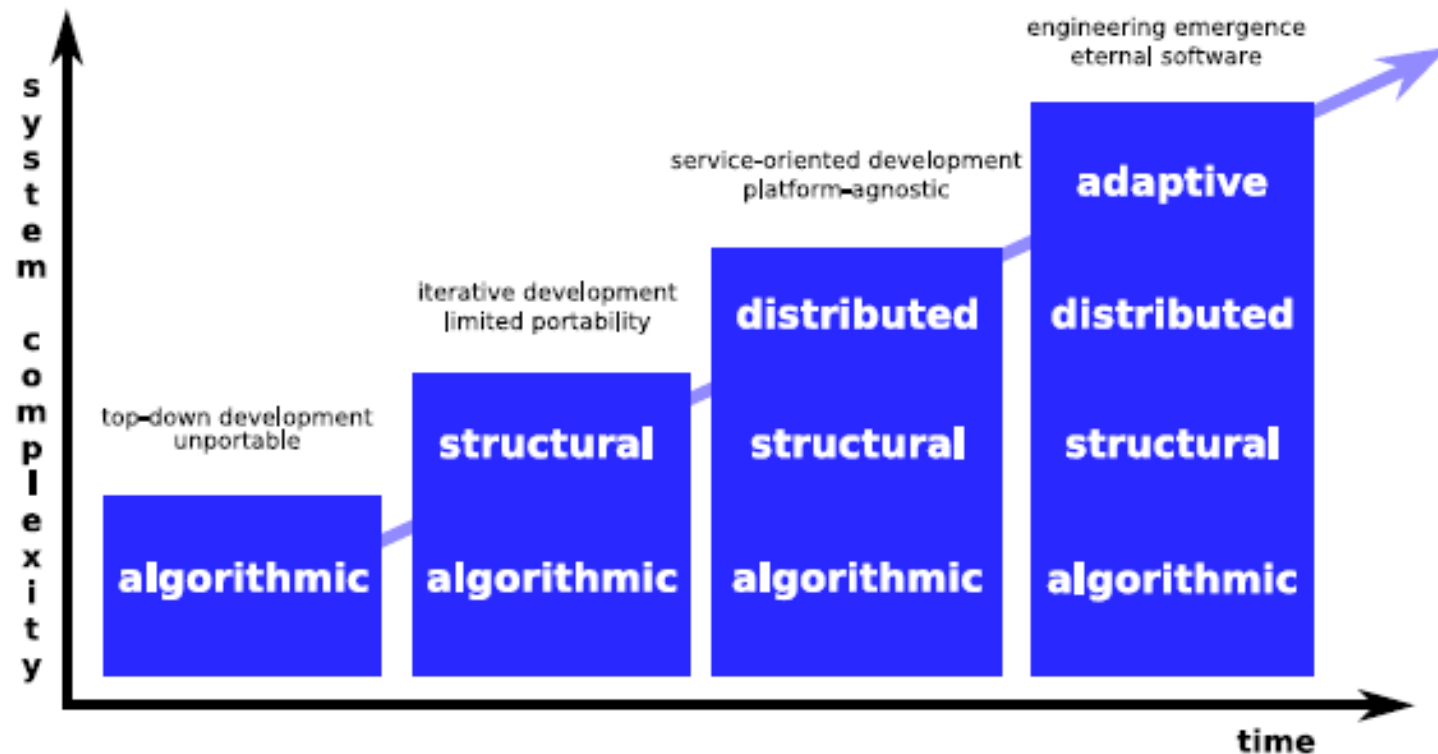 system complexity
engineering emergence
eternal software
service-oriented development
platform-agnostic
iterative development
limited portability
top-down development
unportable
adaptive
distributed
structural
algorithmic
distributed
structural
algorithmic
structural
algorithmic
algorithmic
time